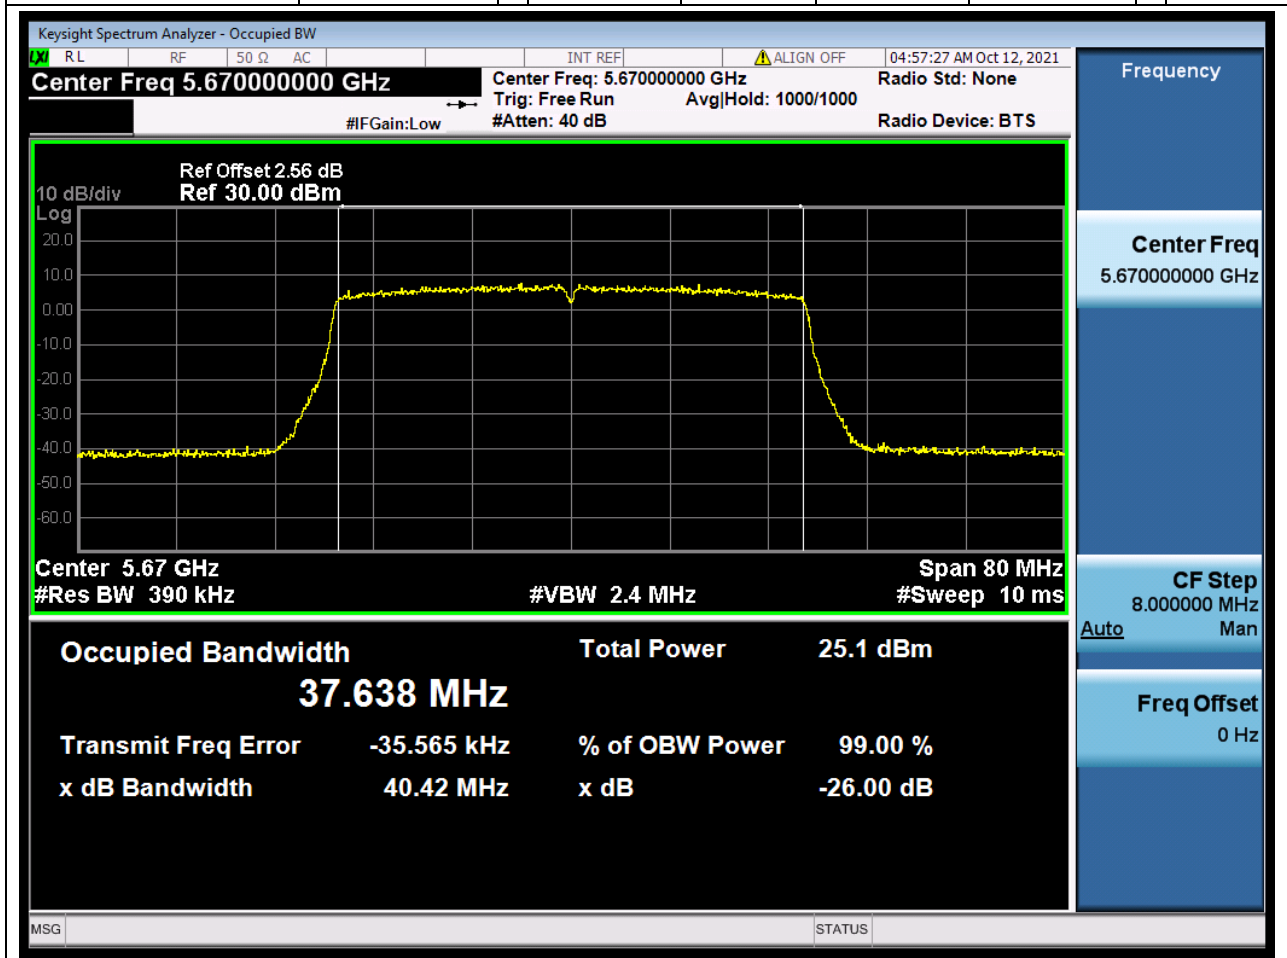 Keysight Spectrum Analyzer - Occupied BW
LXI RL RF 50 Ω AC INT REF ALIGN OFF 04:57:27 AM Oct 12, 2021
Center Freq 5.670000000 GHz
#IFGain:Low
Center Freq: 5.670000000 GHz
Trig: Free Run Avg|Hold: 1000/1000
#Atten: 40 dB
Radio Std: None
Radio Device: BTS
Ref Offset 2.56 dB
10 dB/div Ref 30.00 dBm
Log
20.0
10.0
0.00
-10.0
-20.0
-30.0
-40.0
-50.0
-60.0
Center 5.67 GHz Span 80 MHz
#Res BW 390 kHz #VBW 2.4 MHz #Sweep 10 ms
Occupied Bandwidth Total Power 25.1 dBm
37.638 MHz
Transmit Freq Error -35.565 kHz % of OBW Power 99.00 %
x dB Bandwidth 40.42 MHz x dB -26.00 dB
MSG STATUS
Frequency
Center Freq
5.670000000 GHz
CF Step
8.000000 MHz
Auto Man
Freq Offset
0 Hz